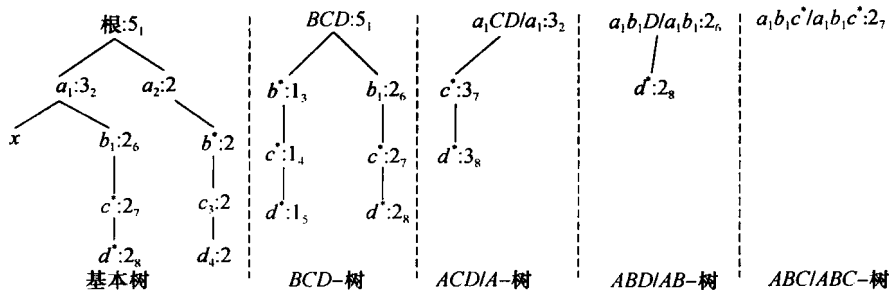 根:5₁ BCD:5₁ a₁CD/a₁:3₂ a₁b₁D/a₁b₁:2₆ a₁b₁c*/a₁b₁c*:2₇
a₁:3₂ a₂:2 b*:1₃ b₁:2₆ c*:3₇ d*:2₈
x b₁:2₆ b*:2 c*:1₄ c*:2₇ d*:3₈
c*:2₇ c₃:2 d*:1₅ d*:2₈
d*:2₈ d₄:2
基本树 BCD-树 ACD/A-树 ABD/AB-树 ABC/ABC-树